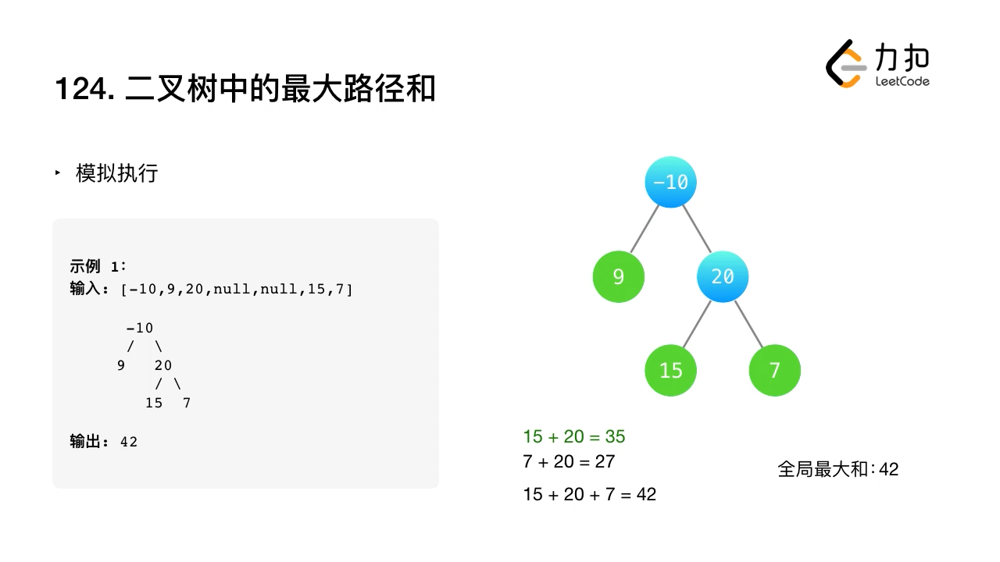 力扣
LeetCode
124. 二叉树中的最大路径和
‣ 模拟执行
示例 1:
输入: [-10,9,20,null,null,15,7]
-10
/ \
9 20
/ \
15 7
输出: 42
-10
9 20
15 7
15 + 20 = 35
7 + 20 = 27
15 + 20 + 7 = 42
全局最大和:42